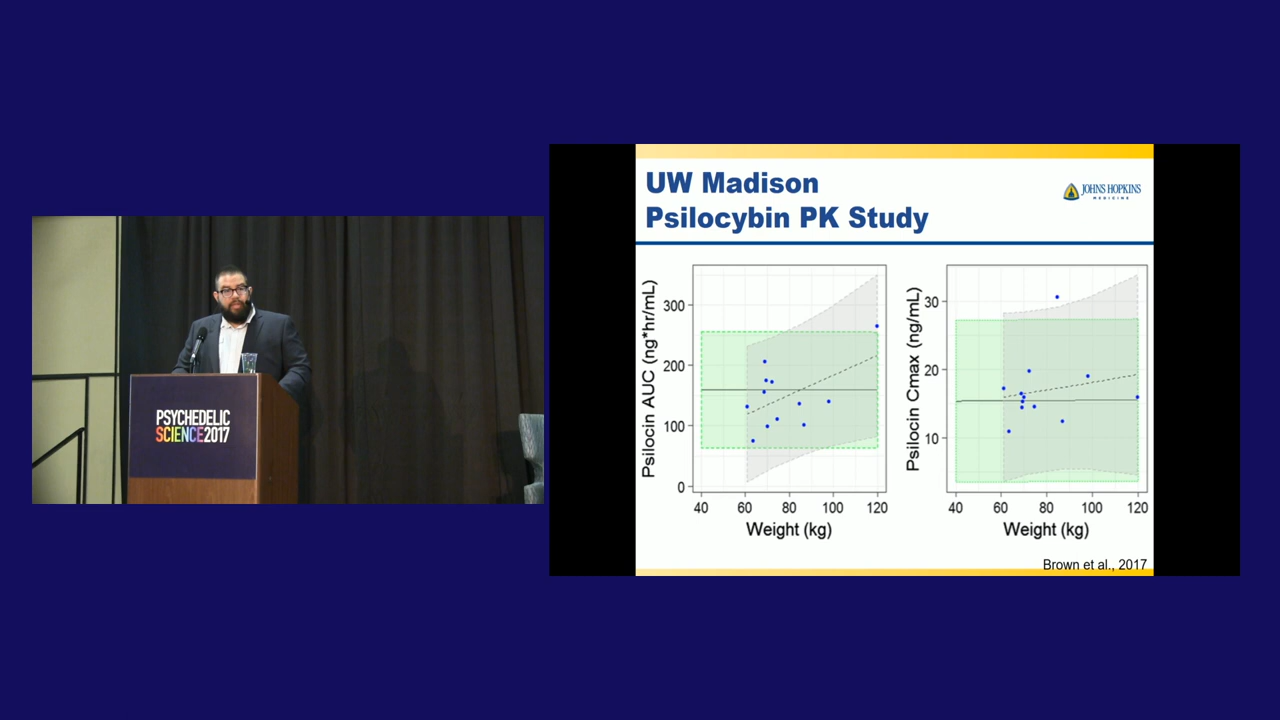 UW Madison
Psilocybin PK Study
JOHNS HOPKINS
MEDICINE
Psilocin AUC (ng*hr/mL)
300
200
100
0
40 60 80 100 120
Weight (kg)
Psilocin Cmax (ng/mL)
30
20
10
40 60 80 100 120
Weight (kg)
Brown et al., 2017
PSYCHEDELIC
SCIENCE2017